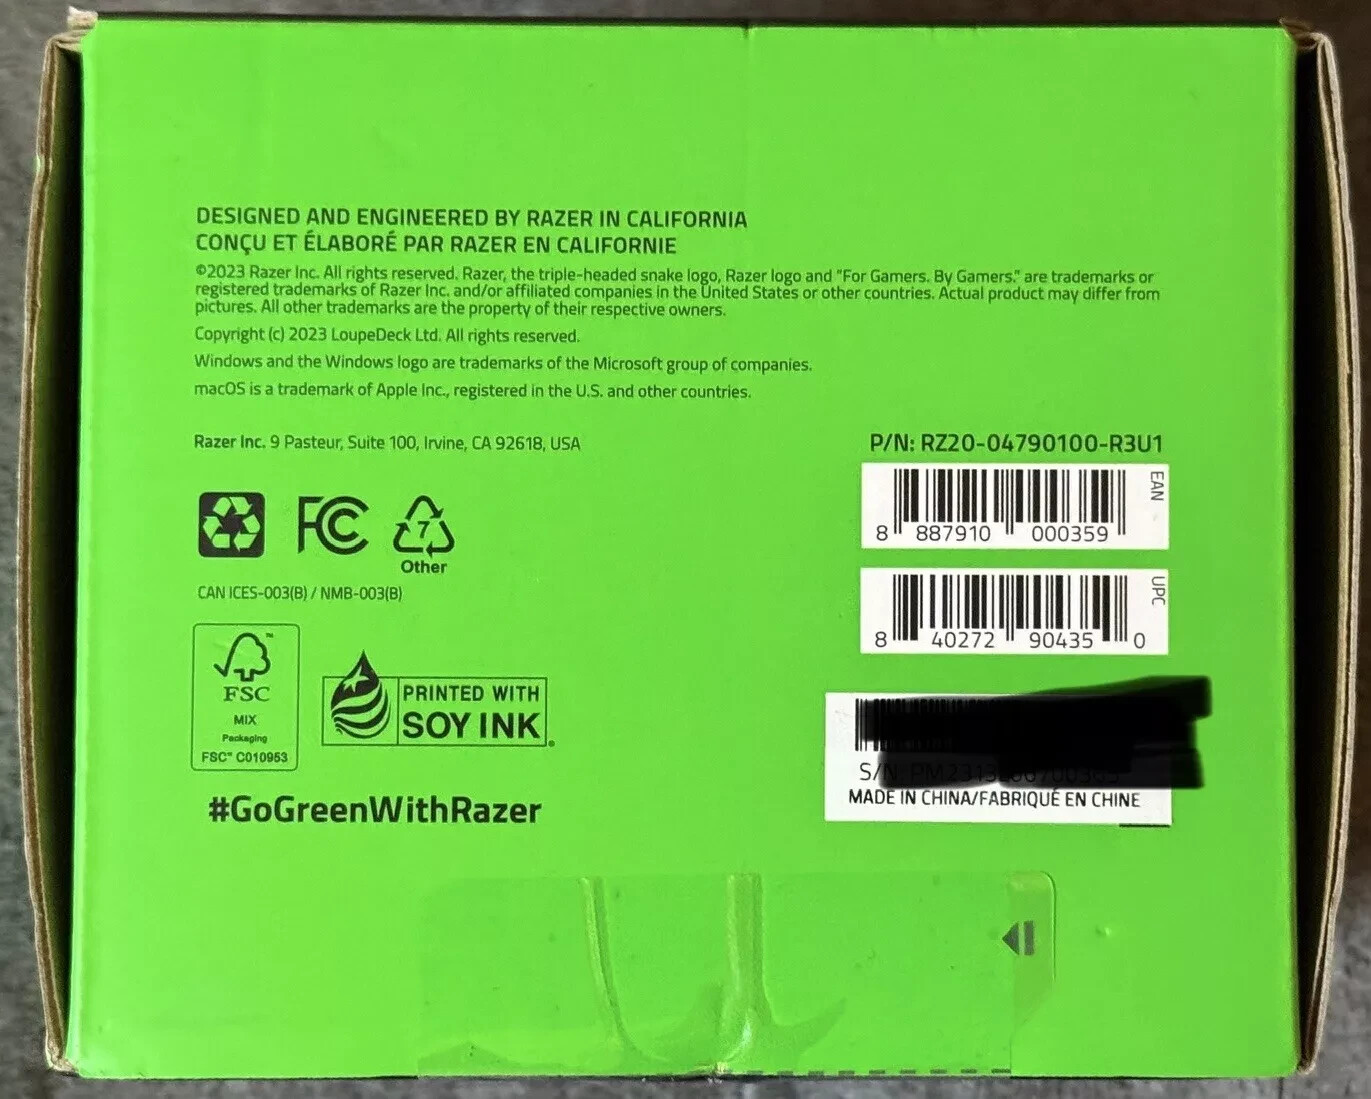 DESIGNED AND ENGINEERED BY RAZER IN CALIFORNIA
CONÇU ET ÉLABORÉ PAR RAZER EN CALIFORNIE
©2023 Razer Inc. All rights reserved. Razer, the triple-headed snake logo, Razer logo and "For Gamers. By Gamers." are trademarks or
registered trademarks of Razer Inc. and/or affiliated companies in the United States or other countries. Actual product may differ from
pictures. All other trademarks are the property of their respective owners.
Copyright (c) 2023 LoupeDeck Ltd. All rights reserved.
Windows and the Windows logo are trademarks of the Microsoft group of companies.
macOS is a trademark of Apple Inc., registered in the U.S. and other countries.
Razer Inc. 9 Pasteur, Suite 100, Irvine, CA 92618, USA
P/N: RZ20-04790100-R3U1
EAN
8 887910 000359
UPC
8 40272 90435 0
FC
7
Other
CAN ICES-003(B) / NMB-003(B)
FSC™
MIX
Packaging
FSC™ C010953
PRINTED WITH
SOY INK
#GoGreenWithRazer
S/N:
MADE IN CHINA/FABRIQUÉ EN CHINE